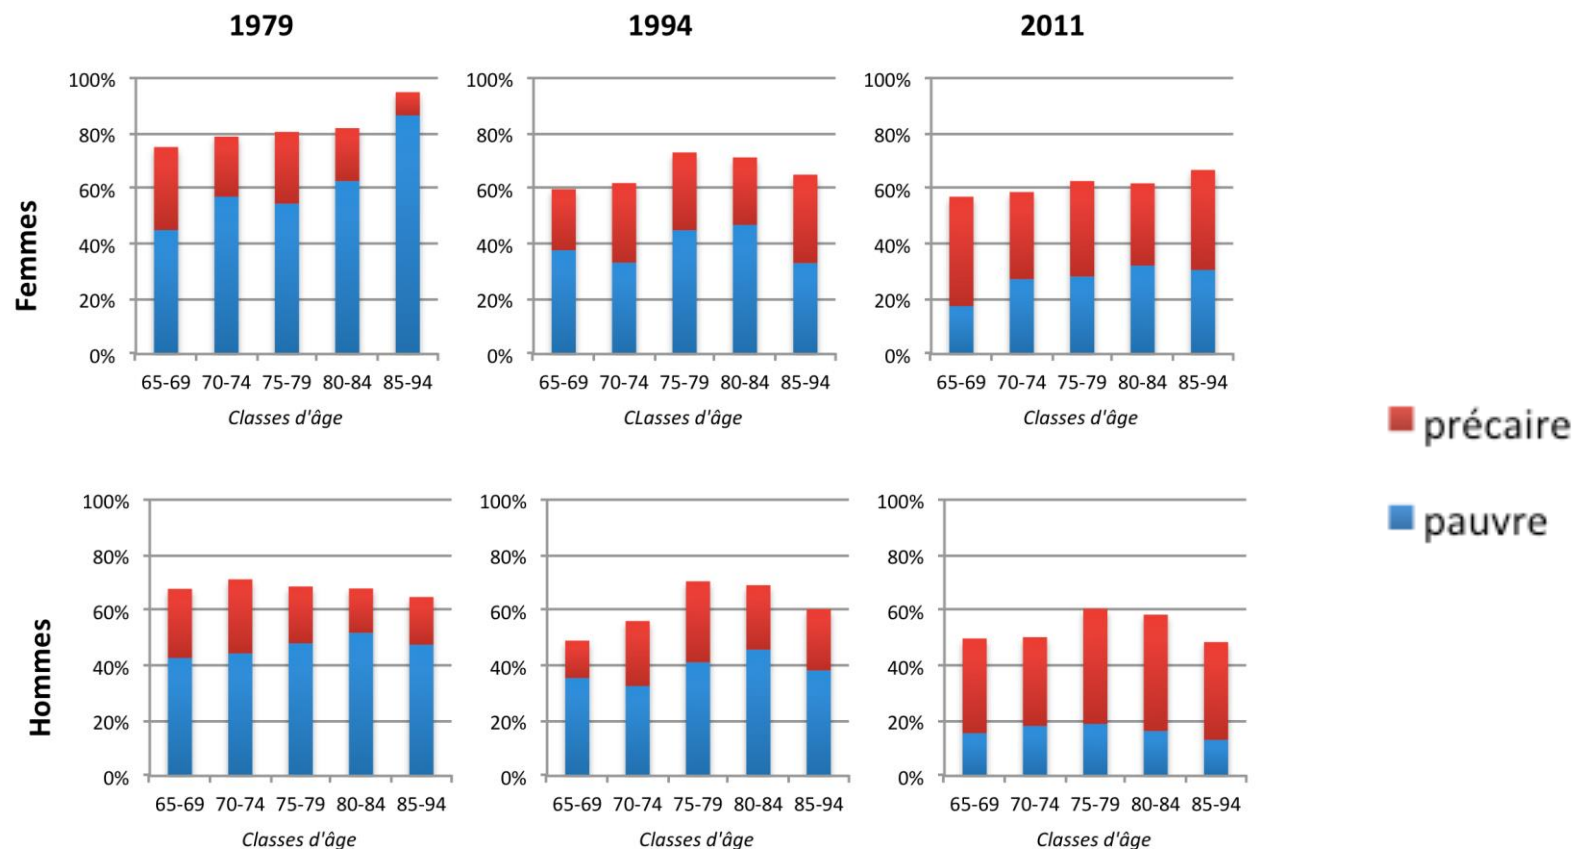 1979 1994 2011
Femmes
100% 100% 100%
80% 80% 80%
60% 60% 60%
40% 40% 40%
20% 20% 20%
0% 0% 0%
65-69 70-74 75-79 80-84 85-94 65-69 70-74 75-79 80-84 85-94 65-69 70-74 75-79 80-84 85-94
Classes d'âge CLasses d'âge Classes d'âge
précaire
pauvre
Hommes
100% 100% 100%
80% 80% 80%
60% 60% 60%
40% 40% 40%
20% 20% 20%
0% 0% 0%
65-69 70-74 75-79 80-84 85-94 65-69 70-74 75-79 80-84 85-94 65-69 70-74 75-79 80-84 85-94
Classes d'âge Classes d'âge Classes d'âge